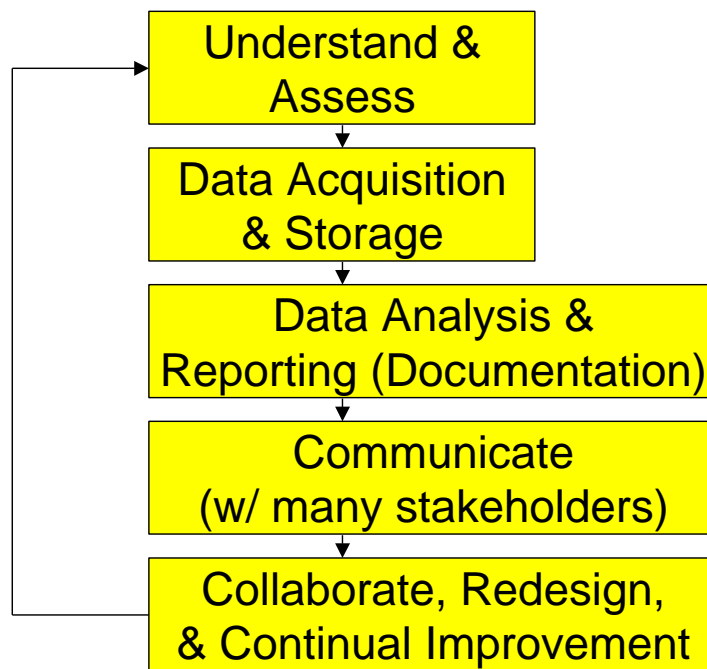 Understand &
Assess
Data Acquisition
& Storage
Data Analysis &
Reporting (Documentation)
Communicate
(w/ many stakeholders)
Collaborate, Redesign,
& Continual Improvement